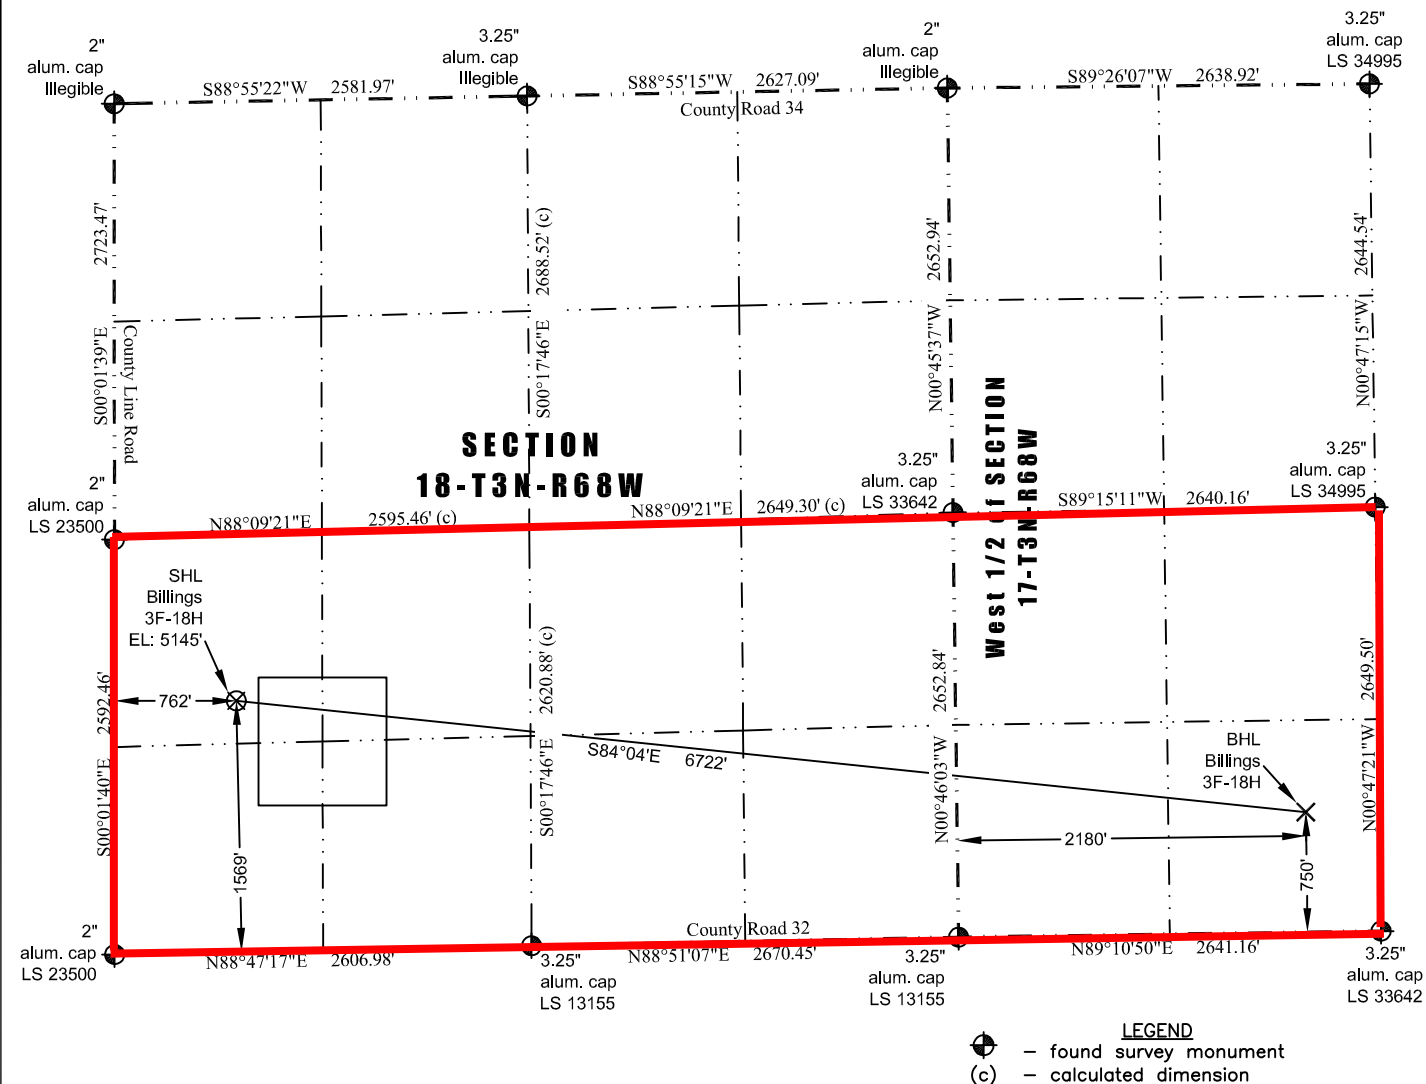 2"
alum. cap
Illegible
S88°55'22"W 2581.97'
3.25"
alum. cap
Illegible
S88°55'15"W 2627.09'
County Road 34
2"
alum. cap
Illegible
S89°26'07"W 2638.92'
3.25"
alum. cap
LS 34995
S00°01'39"E 2723.47'
County Line Road
S00°17'46"E 2688.52' (c)
N00°45'37"W 2652.94'
N00°47'15"W 2644.54'
SECTION
18-T3N-R68W
West 1/2 of SECTION
17-T3N-R68W
2"
alum. cap
LS 23500
N88°09'21"E 2595.46' (c)
N88°09'21"E 2649.30' (c)
3.25"
alum. cap
LS 33642
S89°15'11"W 2640.16'
3.25"
alum. cap
LS 34995
SHL
Billings
3F-18H
EL: 5145'
762'
1569'
S00°01'40"E 2592.46'
S00°17'46"E 2620.88' (c)
S84°04'E 6722'
N00°46'03"W 2652.84'
BHL
Billings
3F-18H
2180'
750'
N00°47'21"W 2649.50'
2"
alum. cap
LS 23500
N88°47'17"E 2606.98'
3.25"
alum. cap
LS 13155
County Road 32
N88°51'07"E 2670.45'
3.25"
alum. cap
LS 13155
N89°10'50"E 2641.16'
3.25"
alum. cap
LS 33642
LEGEND
– found survey monument
(c) – calculated dimension